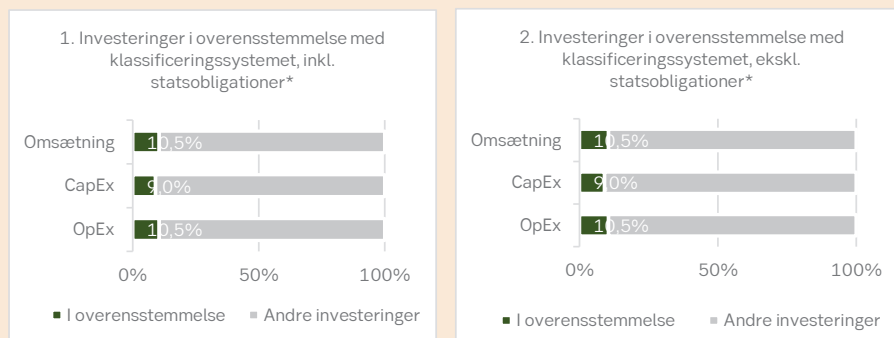 1. Investeringer i overensstemmelse med
klassificeringssystemet, inkl.
statsobligationer*
Omsætning
10,5%
CapEx
9,0%
OpEx
10,5%
0%
50%
100%
I overensstemmelse
Andre investeringer
2. Investeringer i overensstemmelse med
klassificeringssystemet, ekskl.
statsobligationer*
Omsætning
10,5%
CapEx
9,0%
OpEx
10,5%
0%
50%
100%
I overensstemmelse
Andre investeringer